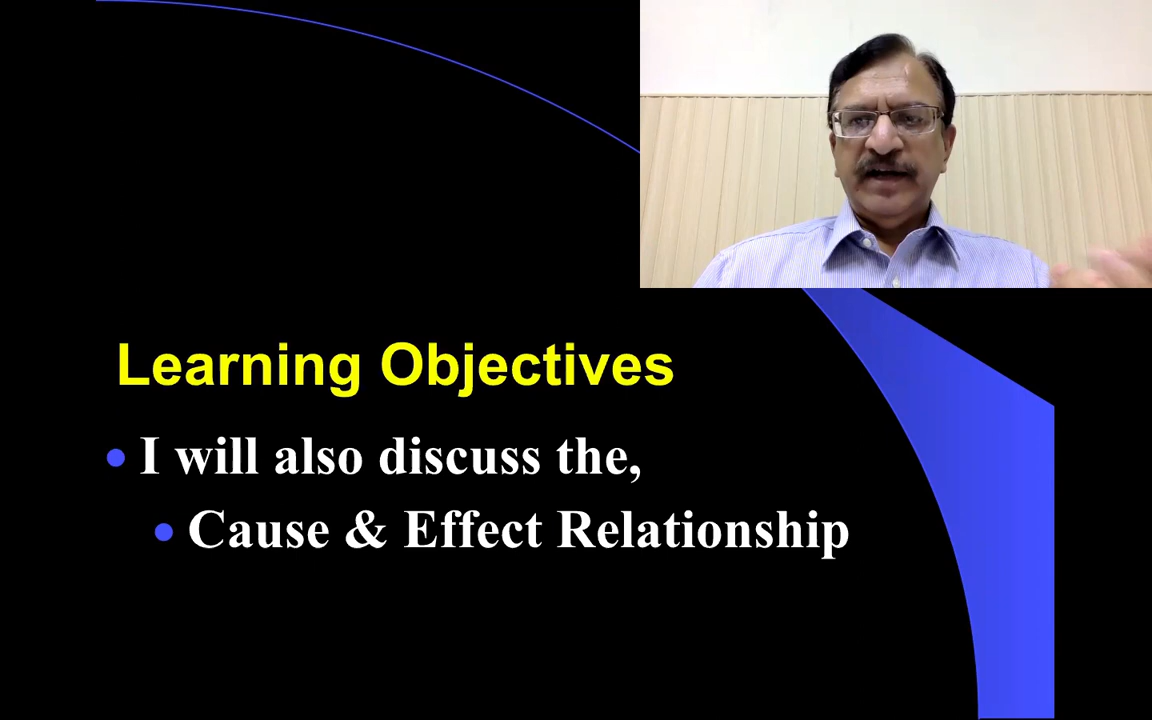 Learning Objectives
I will also discuss the,
Cause & Effect Relationship